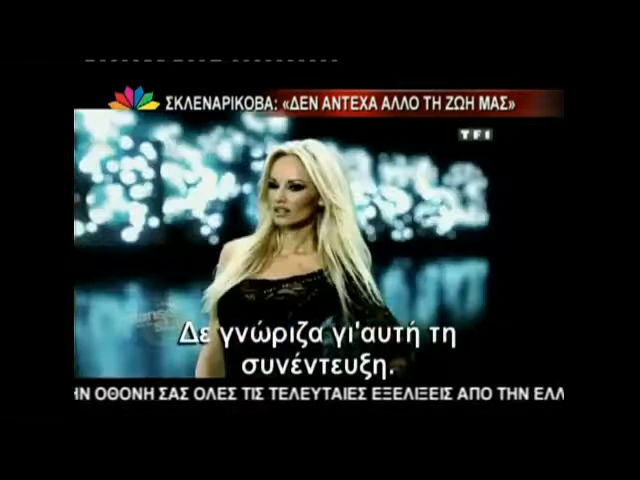 ΣΚΛΕΝΑΡΙΚΟΒΑ: «ΔΕΝ ΑΝΤΕΧΑ ΑΛΛΟ ΤΗ ΖΩΗ ΜΑΣ»
TF1
Δε γνώριζα γι'αυτή τη
συνέντευξη.
ΗΝ ΟΘΟΝΗ ΣΑΣ ΟΛΕΣ ΤΙΣ ΤΕΛΕΥΤΑΙΕΣ ΕΞΕΛΙΞΕΙΣ ΑΠΟ ΤΗΝ ΕΛΛ